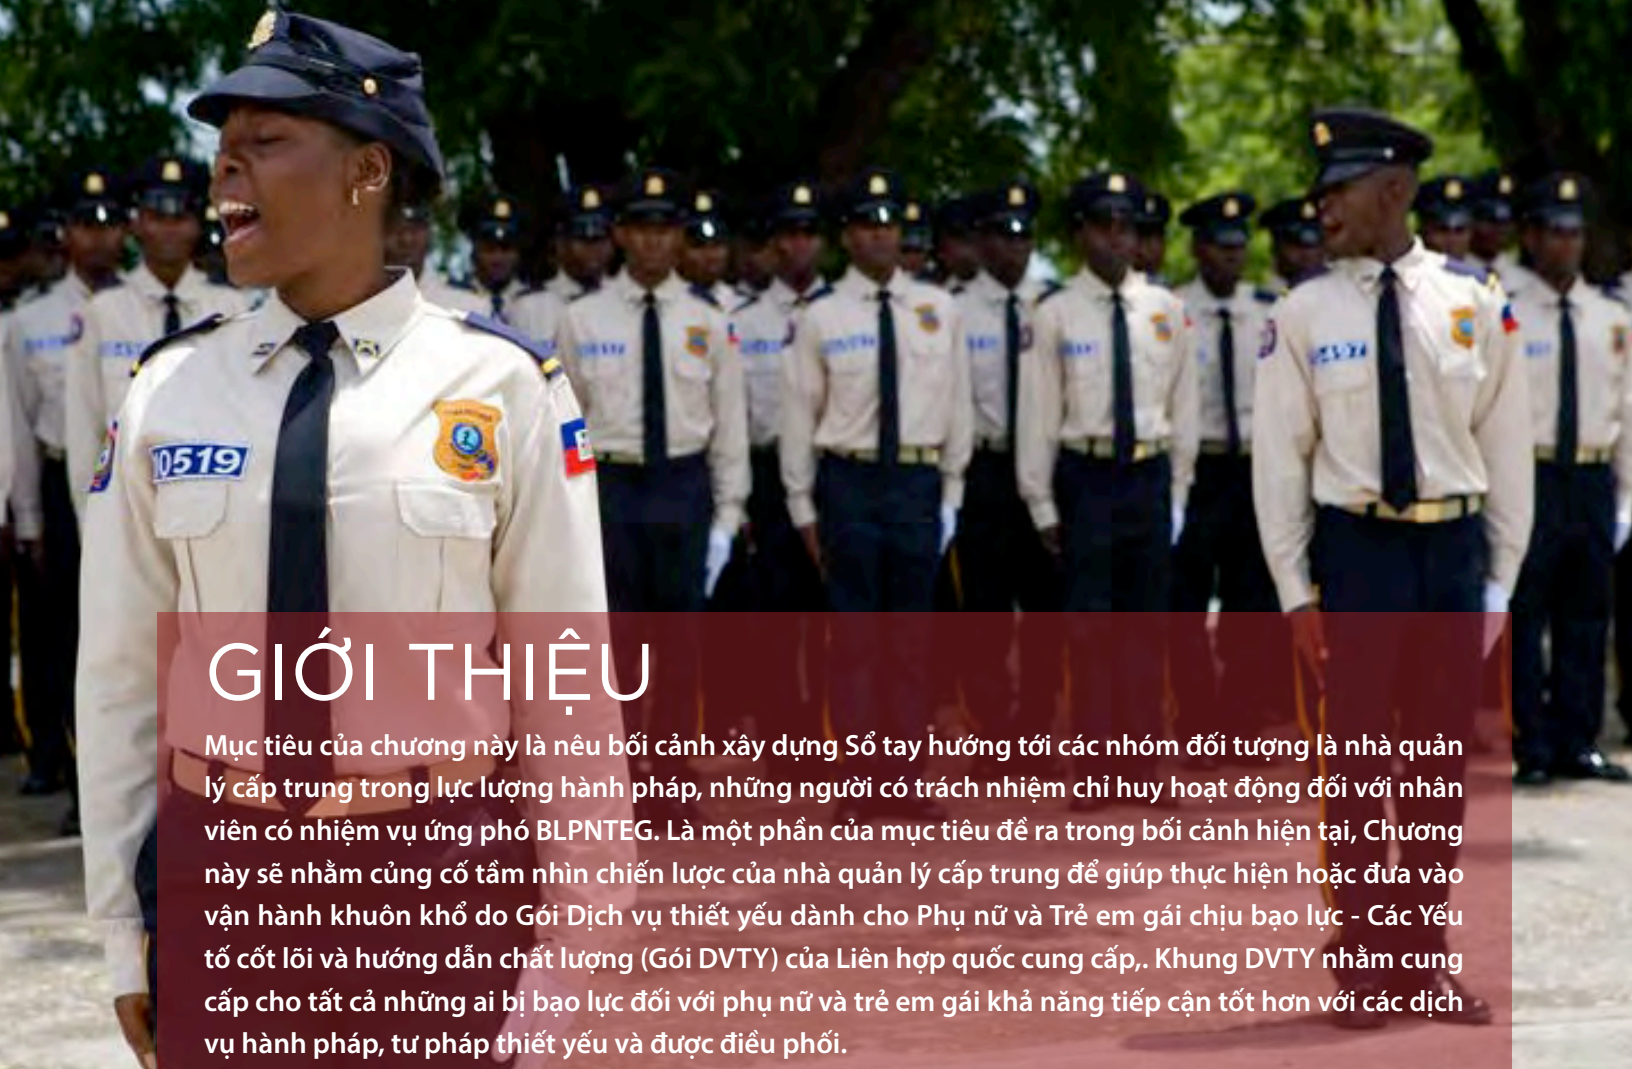 10519
5497
GIỚI THIỆU
Mục tiêu của chương này là nêu bối cảnh xây dựng Sổ tay hướng tới các nhóm đối tượng là nhà quản
lý cấp trung trong lực lượng hành pháp, những người có trách nhiệm chỉ huy hoạt động đối với nhân
viên có nhiệm vụ ứng phó BLPNTEG. Là một phần của mục tiêu đề ra trong bối cảnh hiện tại, Chương
này sẽ nhằm củng cố tầm nhìn chiến lược của nhà quản lý cấp trung để giúp thực hiện hoặc đưa vào
vận hành khuôn khổ do Gói Dịch vụ thiết yếu dành cho Phụ nữ và Trẻ em gái chịu bạo lực - Các Yếu
tố cốt lõi và hướng dẫn chất lượng (Gói DVTY) của Liên hợp quốc cung cấp,. Khung DVTY nhằm cung
cấp cho tất cả những ai bị bạo lực đối với phụ nữ và trẻ em gái khả năng tiếp cận tốt hơn với các dịch
vụ hành pháp, tư pháp thiết yếu và được điều phối.